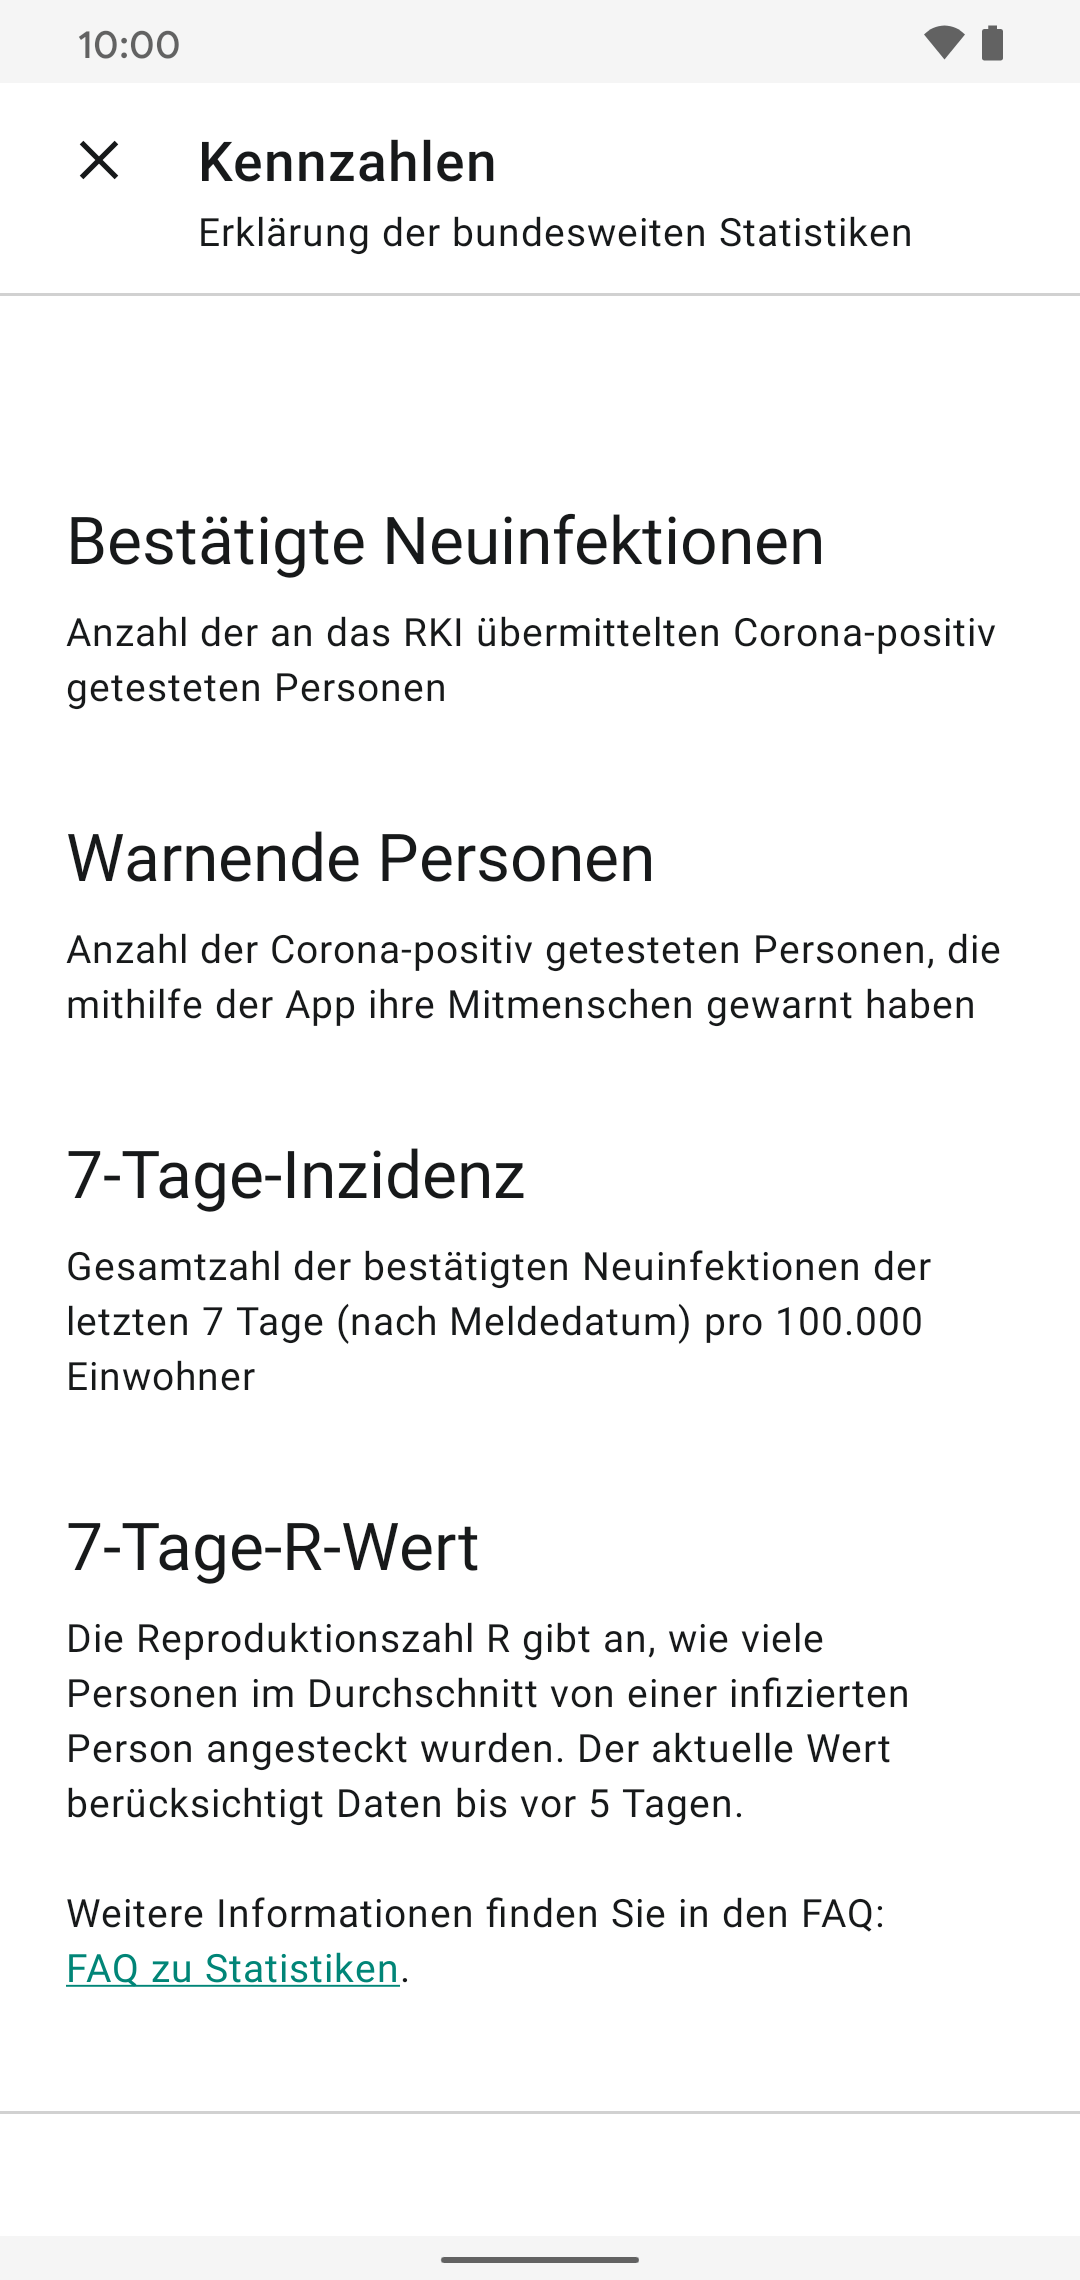 10:00
Kennzahlen
Erklärung der bundesweiten Statistiken
Bestätigte Neuinfektionen
Anzahl der an das RKI übermittelten Corona-positiv
getesteten Personen
Warnende Personen
Anzahl der Corona-positiv getesteten Personen, die
mithilfe der App ihre Mitmenschen gewarnt haben
7-Tage-Inzidenz
Gesamtzahl der bestätigten Neuinfektionen der
letzten 7 Tage (nach Meldedatum) pro 100.000
Einwohner
7-Tage-R-Wert
Die Reproduktionszahl R gibt an, wie viele
Personen im Durchschnitt von einer infizierten
Person angesteckt wurden. Der aktuelle Wert
berücksichtigt Daten bis vor 5 Tagen.
Weitere Informationen finden Sie in den FAQ:
FAQ zu Statistiken.